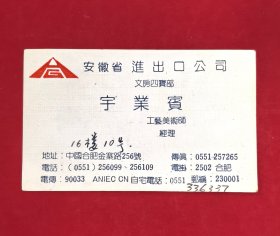 安徽省 進出口公司
文房四寶部
宇業賓
工藝美術師
經理
16樓10号
地址：中國合肥金寨路256號 傳真：0551-257265
電話：（0551）256099～256109 電掛：2502 合肥
電傳：90033 ANIEC CN 自宅電話：0551 郵編：230001
336337